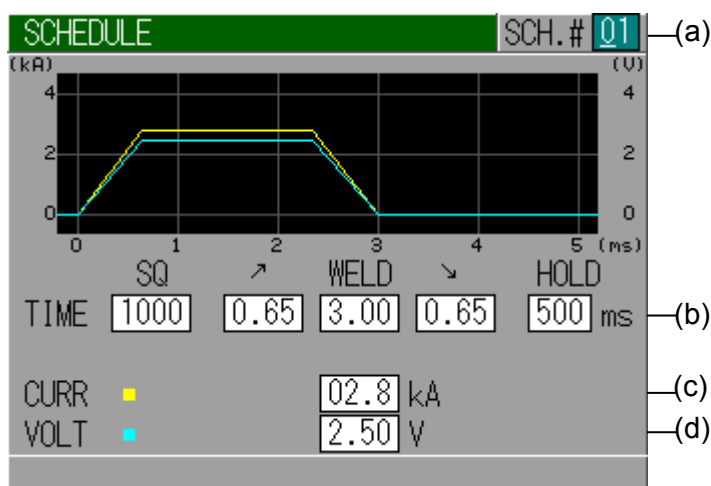 SCHEDULE SCH.# 01 (a)
(kA) (V)
4 4
2 2
0 0
0 1 2 3 4 5 (ms)
SQ ↗ WELD ↘ HOLD
TIME 1000 0.65 3.00 0.65 500 ms (b)
CURR 02.8 kA (c)
VOLT 2.50 V (d)